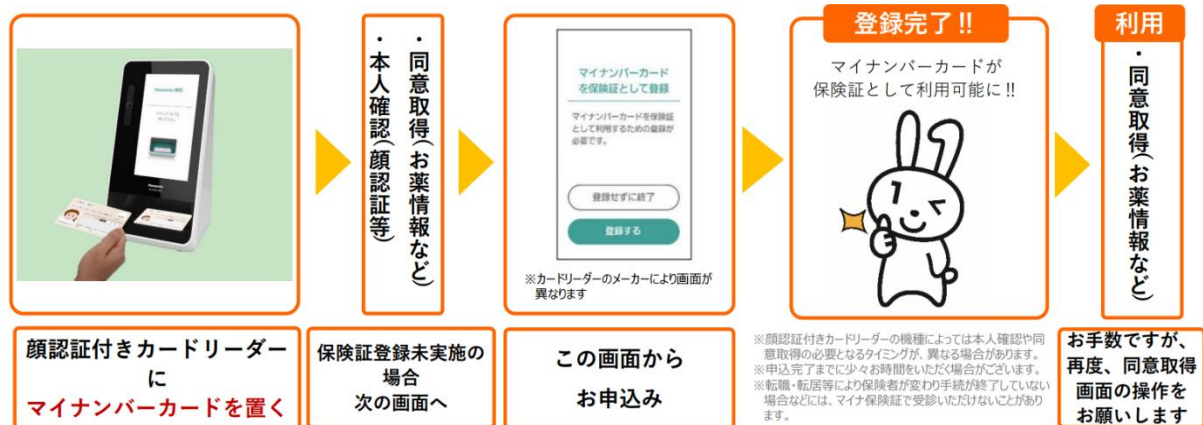 Panasonic
・同意取得(お薬情報など)
・本人確認(顔認証等)
マイナンバーカード
を保険証として登録
マイナンバーカードを保険証
として利用するための登録が
必要です。
登録せずに終了
登録する
※カードリーダーのメーカーにより画面が
異なります
登録完了!!
マイナンバーカードが
保険証として利用可能に!!
利用
・同意取得(お薬情報など)
顔認証付きカードリーダー
に
マイナンバーカードを置く
保険証登録未実施の
場合
次の画面へ
この画面から
お申込み
※顔認証付きカードリーダーの機種によっては本人確認や同
意取得の必要となるタイミングが、異なる場合があります。
※申込完了までに少々お時間をいただく場合がございます。
※転職・転居等により保険者が変わり手続が終了していない
場合などには、マイナ保険証で受診いただけないことがあり
ます。
お手数ですが、
再度、同意取得
画面の操作を
お願いします